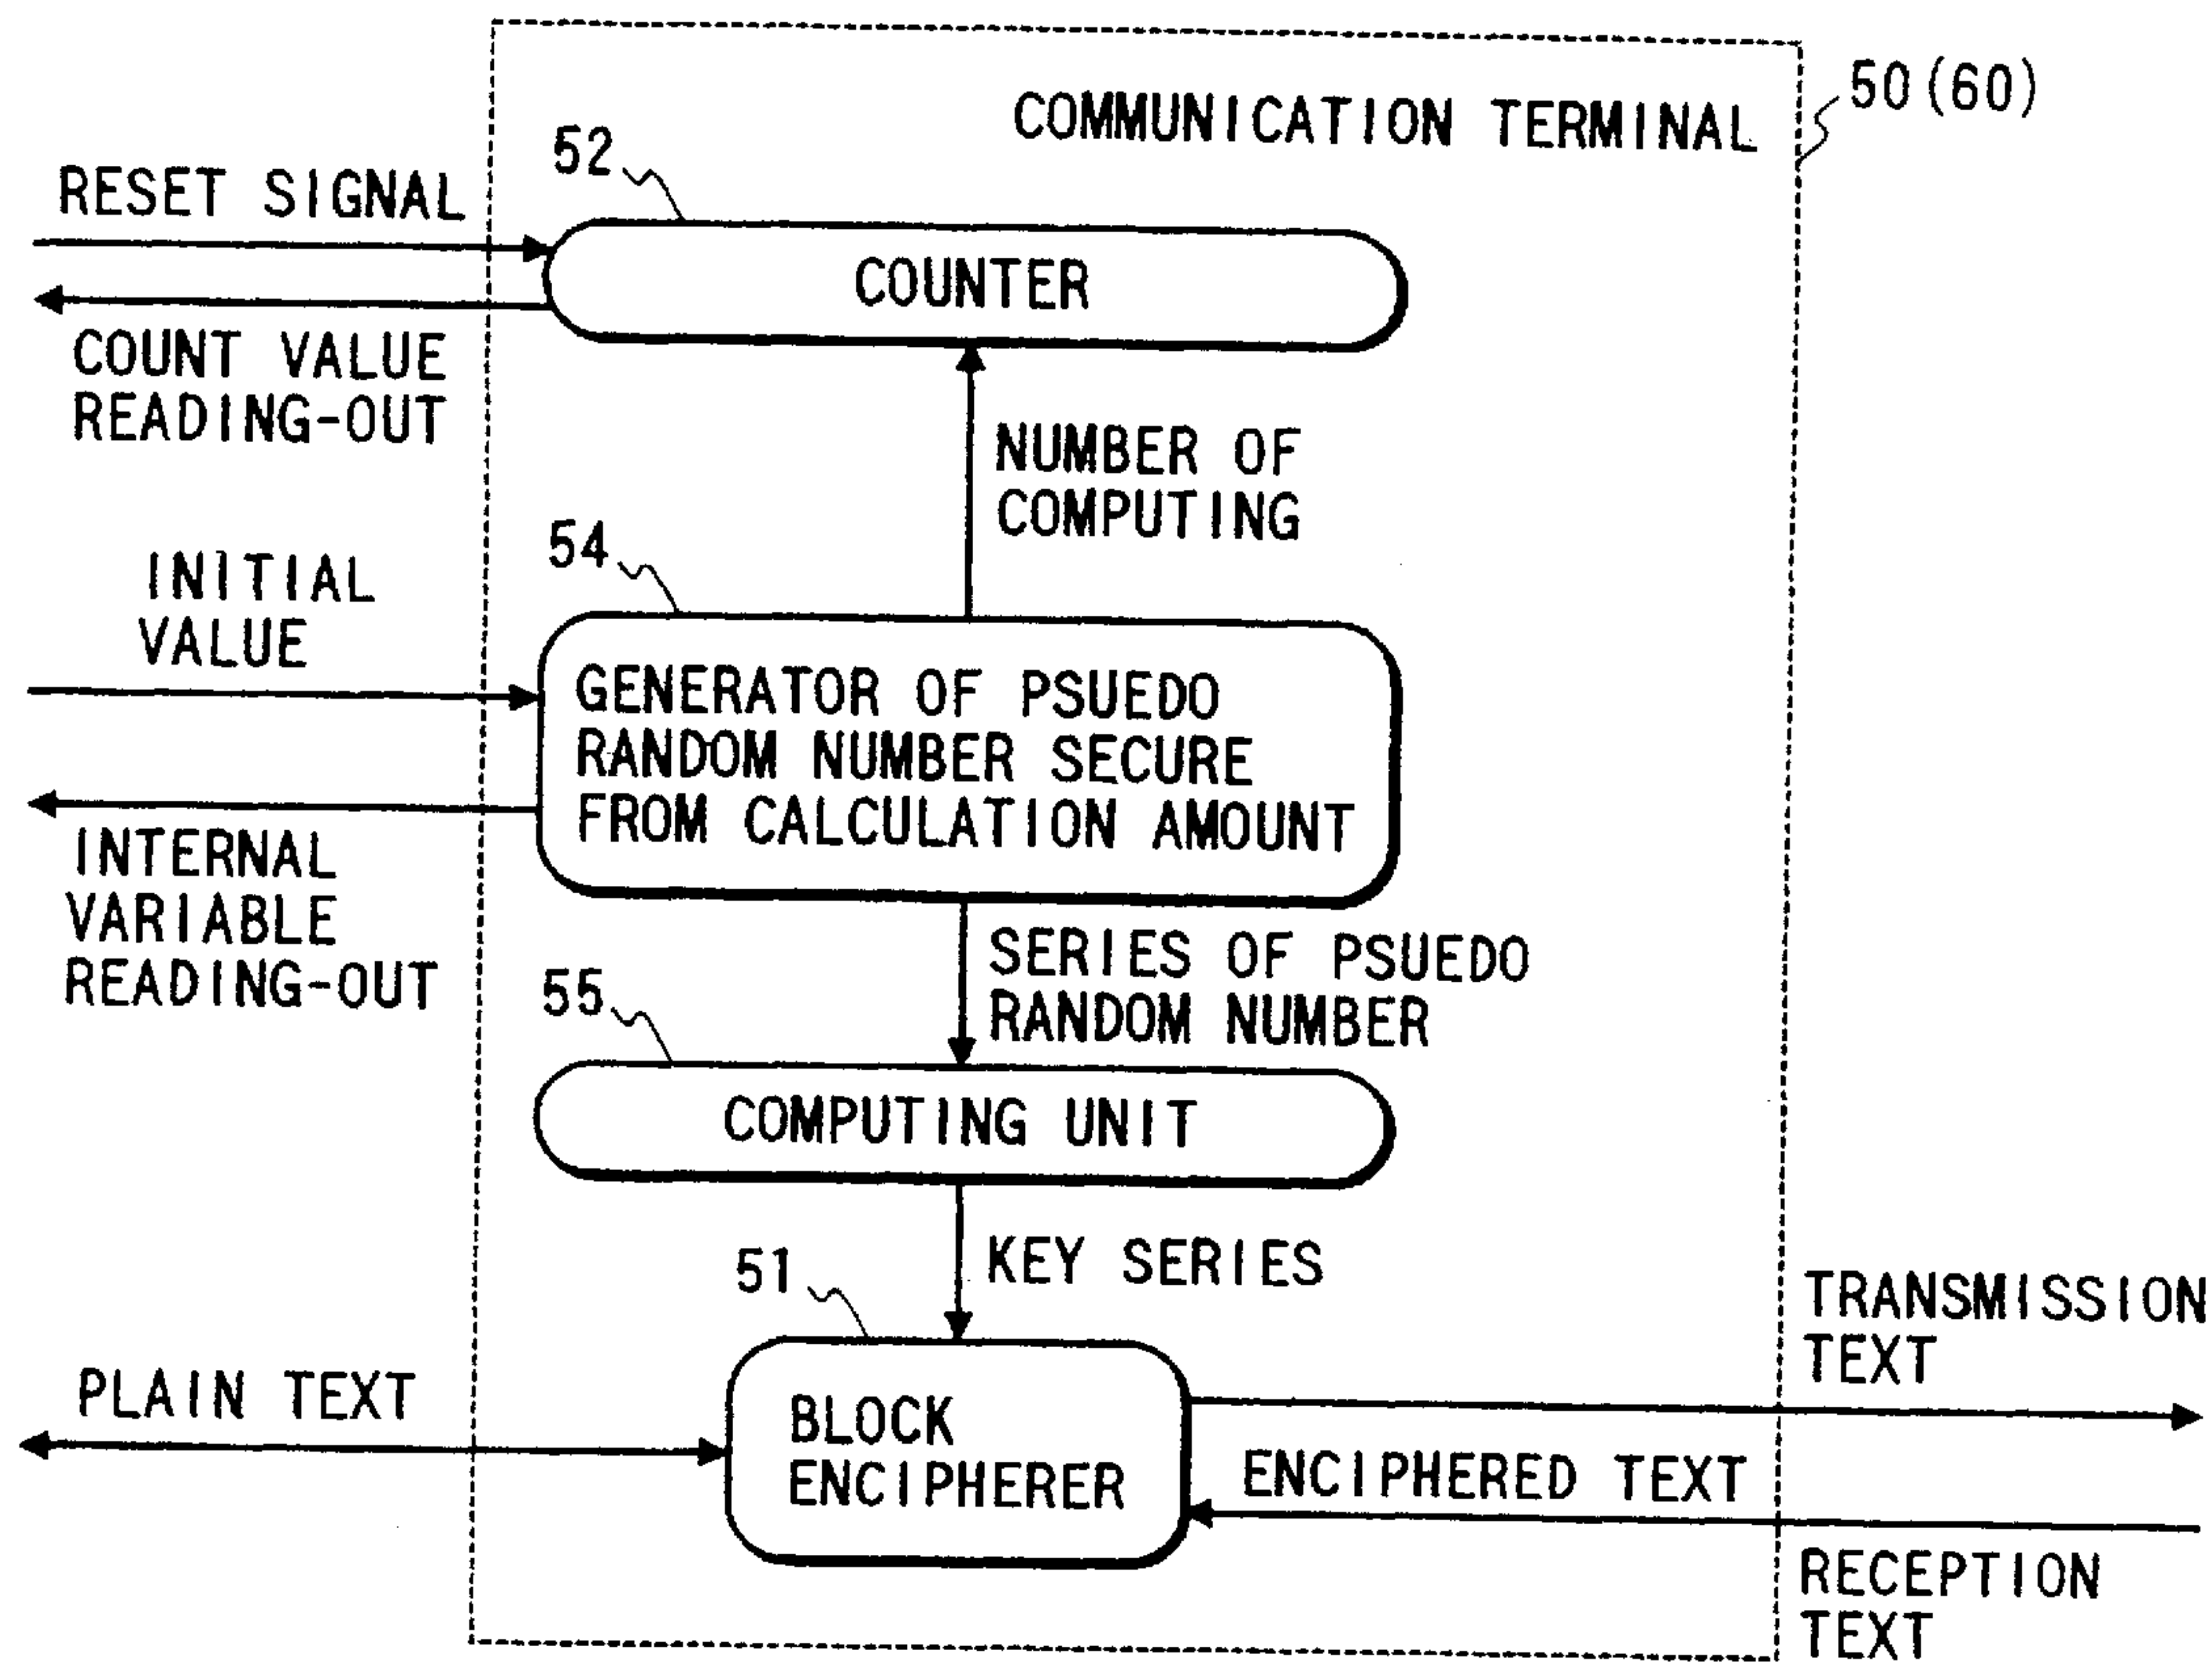 50(60)
COMMUNICATION TERMINAL
52
RESET SIGNAL
COUNTER
COUNT VALUE
READING-OUT
NUMBER OF
COMPUTING
54
INITIAL
VALUE
GENERATOR OF PSUEDO
RANDOM NUMBER SECURE
FROM CALCULATION AMOUNT
INTERNAL
VARIABLE
READING-OUT
SERIES OF PSUEDO
RANDOM NUMBER
55
COMPUTING UNIT
KEY SERIES
51
TRANSMISSION
TEXT
PLAIN TEXT
BLOCK
ENCIPHERER
ENCIPHERED TEXT
RECEPTION
TEXT